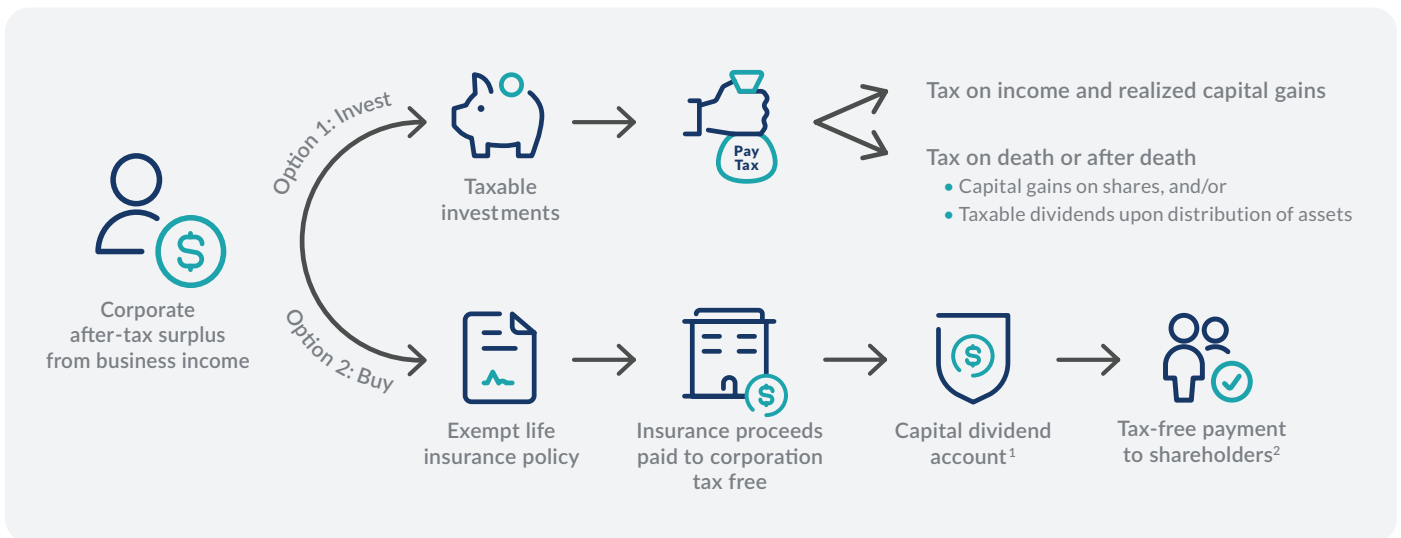 Corporate
after-tax surplus
from business income
Option 1: Invest
Taxable
investments
Pay
Tax
Tax on income and realized capital gains
Tax on death or after death
• Capital gains on shares, and/or
• Taxable dividends upon distribution of assets
Option 2: Buy
Exempt life
insurance policy
Insurance proceeds
paid to corporation
tax free
Capital dividend
account¹
Tax-free payment
to shareholders²